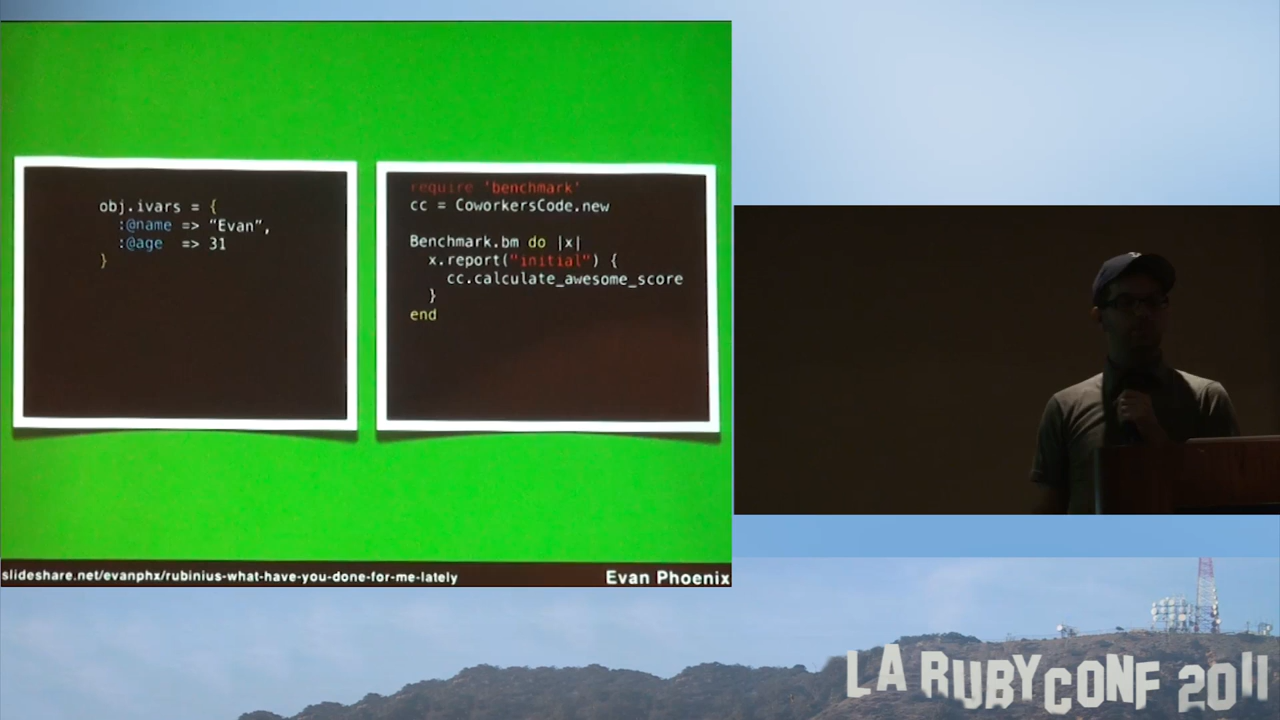 obj.ivars = {
:@name => “Evan”,
:@age => 31
}
require 'benchmark'
cc = CoworkersCode.new
Benchmark.bm do |x|
x.report("initial") {
cc.calculate_awesome_score
}
end
slideshare.net/evanphx/rubinius-what-have-you-done-for-me-lately
Evan Phoenix
LA RUBYCONF 2011